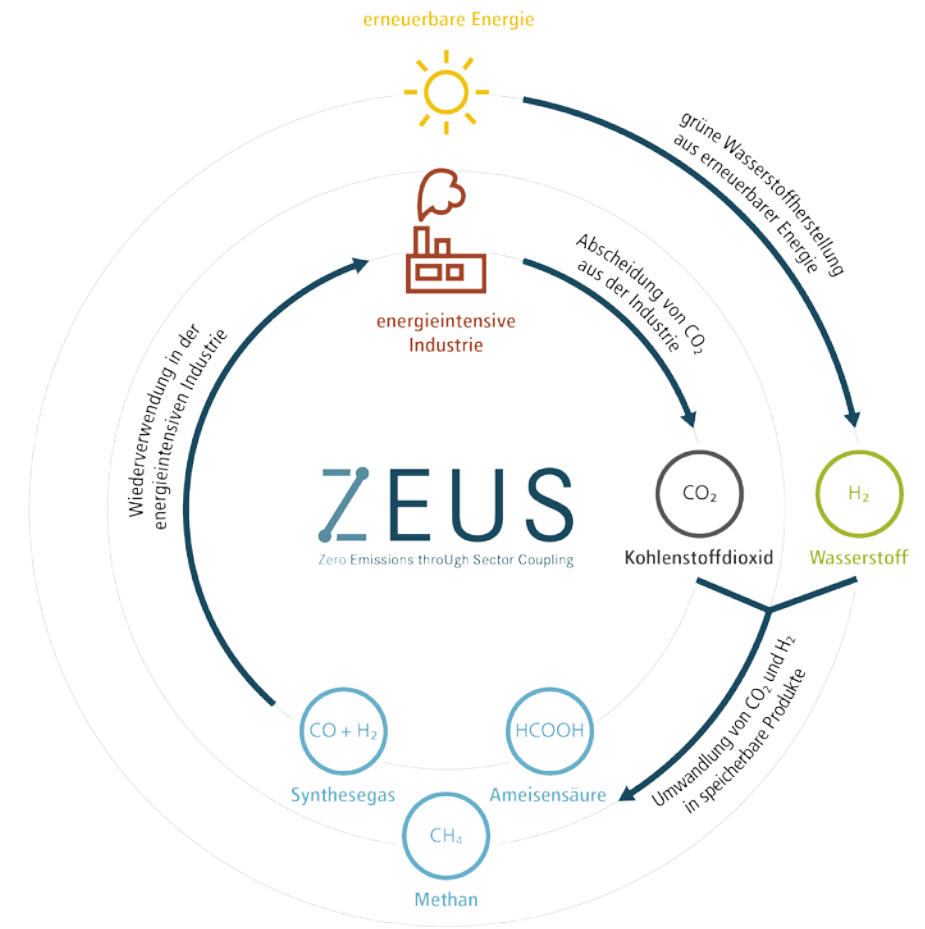 erneuerbare Energie
grüne Wasserstoffherstellung
aus erneuerbarer Energie
Abscheidung von CO₂
aus der Industrie
energieintensive
Industrie
Wiederverwendung in der
energieintensiven Industrie
ZEUS
Zero Emissions throUgh Sector Coupling
CO₂
Kohlenstoffdioxid
H₂
Wasserstoff
Umwandlung von CO₂ und H₂
in speicherbare Produkte
CO + H₂
Synthesegas
HCOOH
Ameisensäure
CH₄
Methan